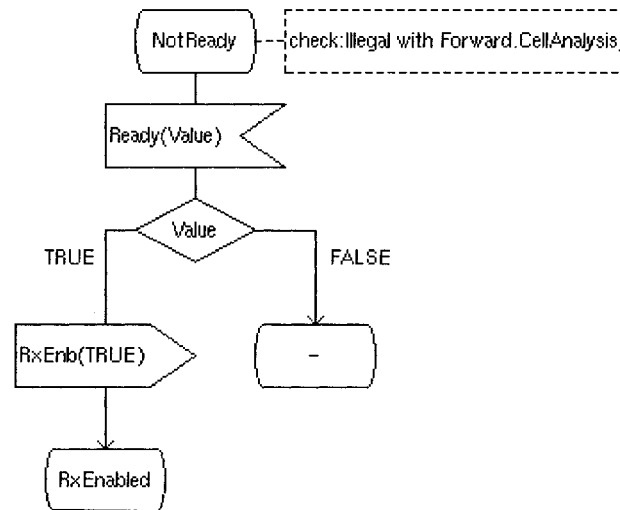 NotReady
check:Illegal with Forward.CellAnalysis
Ready(Value)
Value
TRUE
FALSE
RxEnb(TRUE)
-
RxEnabled